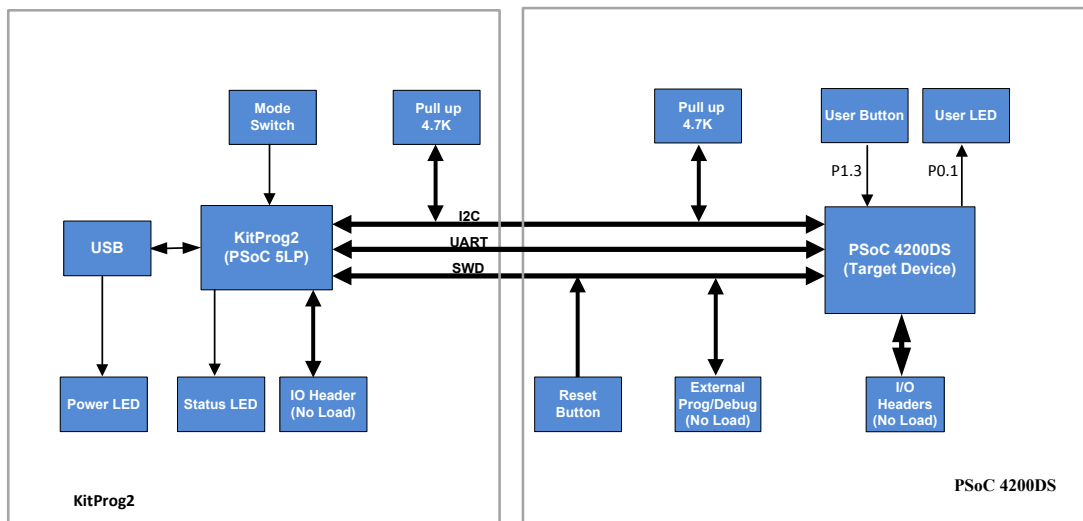 Mode
Switch
Pull up
4.7K
Pull up
4.7K
User Button
User LED
P1.3
P0.1
I2C
USB
KitProg2
(PSoC 5LP)
UART
SWD
PSoC 4200DS
(Target Device)
Power LED
Status LED
IO Header
(No Load)
Reset
Button
External
Prog/Debug
(No Load)
I/O
Headers
(No Load)
KitProg2
PSoC 4200DS